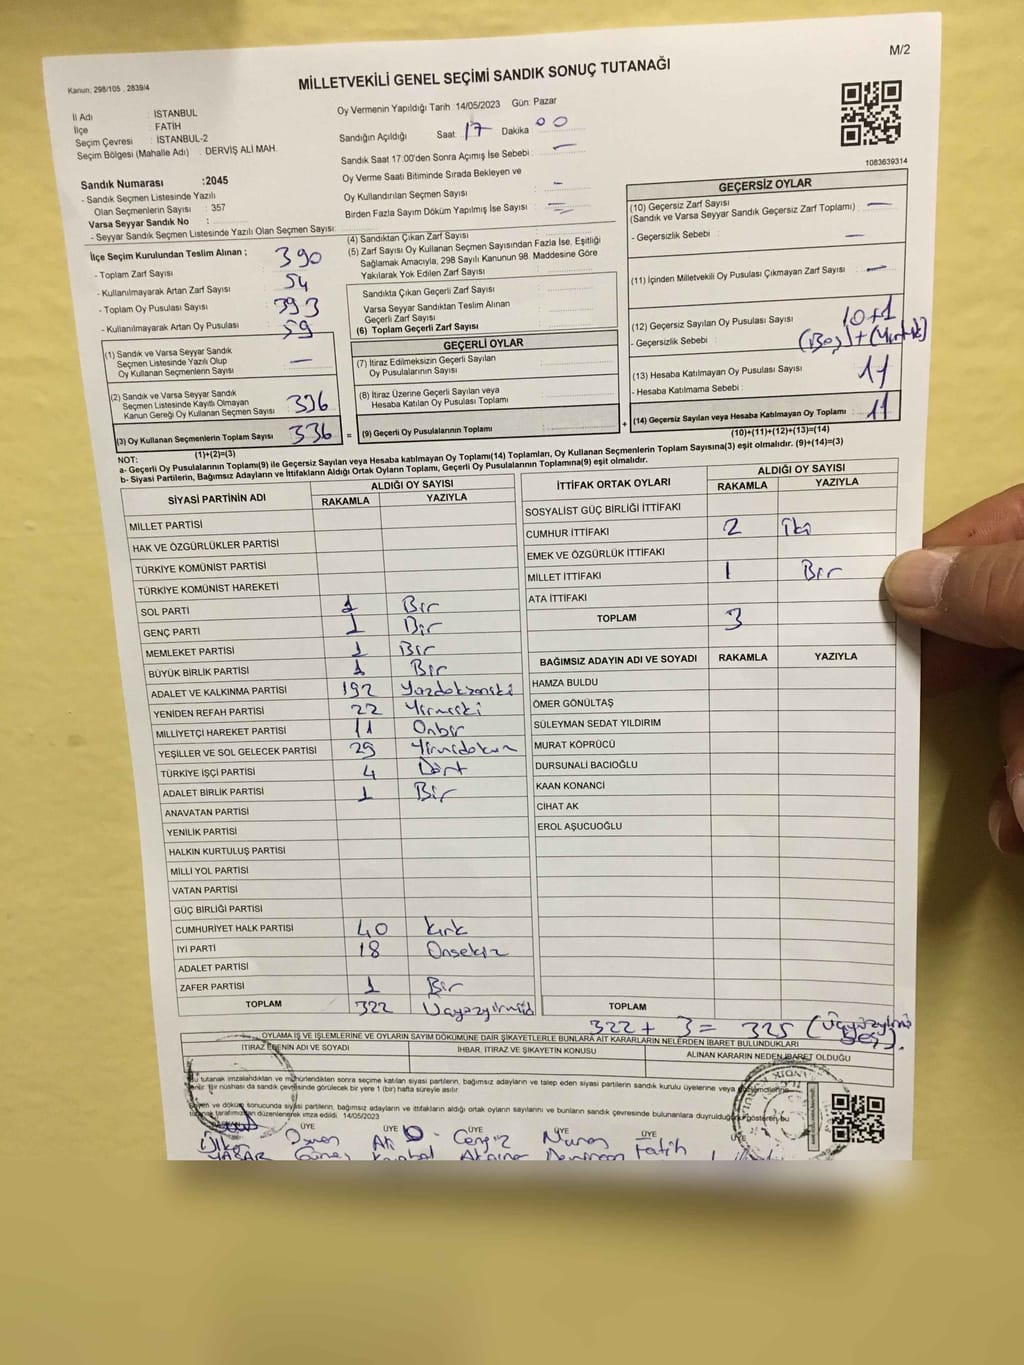 M/2
Kanun: 298/105 , 2839/4
MİLLETVEKİLİ GENEL SEÇİMİ SANDIK SONUÇ TUTANAĞI
İl Adı : İSTANBUL
İlçe : FATİH
Seçim Çevresi : İSTANBUL-2
Seçim Bölgesi (Mahalle Adı) : DERVİŞ ALİ MAH.
Oy Vermenin Yapıldığı Tarih : 14/05/2023 Gün: Pazar
Sandığın Açıldığı Saat : 17 Dakika : 00
Sandık Saat 17:00'den Sonra Açımış İse Sebebi : —
Oy Verme Saati Bitiminde Sırada Bekleyen ve
Oy Kullandırılan Seçmen Sayısı : —
Birden Fazla Sayım Döküm Yapılmış İse Sayısı :
1083639314
Sandık Numarası :2045
- Sandık Seçmen Listesinde Yazılı
Olan Seçmenlerin Sayısı : 357
Varsa Seyyar Sandık No :
- Seyyar Sandık Seçmen Listesinde Yazılı Olan Seçmen Sayısı :
İlçe Seçim Kurulundan Teslim Alınan ;
- Toplam Zarf Sayısı : 390
- Kullanılmayarak Artan Zarf Sayısı : 54
- Toplam Oy Pusulası Sayısı : 393
- Kullanılmayarak Artan Oy Pusulası : 59
(1) Sandık ve Varsa Seyyar Sandık
Seçmen Listesinde Yazılı Olup
Oy Kullanan Seçmenlerin Sayısı : —
(2) Sandık ve Varsa Seyyar Sandık
Seçmen Listesinde Kayıtlı Olmayan
Kanun Gereği Oy Kullanan Seçmen Sayısı : 336
(3) Oy Kullanan Seçmenlerin Toplam Sayısı : 336
(1)+(2)=(3)
(4) Sandıktan Çıkan Zarf Sayısı :
(5) Zarf Sayısı Oy Kullanan Seçmen Sayısından Fazla İse, Eşitliği
Sağlamak Amacıyla, 298 Sayılı Kanunun 98. Maddesine Göre
Yakılarak Yok Edilen Zarf Sayısı :
Sandıkta Çıkan Geçerli Zarf Sayısı :
Varsa Seyyar Sandıktan Teslim Alınan
Geçerli Zarf Sayısı :
(6) Toplam Geçerli Zarf Sayısı :
GEÇERLİ OYLAR
(7) İtiraz Edilmeksizin Geçerli Sayılan
Oy Pusulalarının Sayısı :
(8) İtiraz Üzerine Geçerli Sayılan veya
Hesaba Katılan Oy Pusulası Toplamı :
= (9) Geçerli Oy Pusulalarının Toplamı :
GEÇERSİZ OYLAR
(10) Geçersiz Zarf Sayısı
(Sandık ve Varsa Seyyar Sandık Geçersiz Zarf Toplamı) : —
- Geçersizlik Sebebi : —
(11) İçinden Milletvekili Oy Pusulası Çıkmayan Zarf Sayısı : —
(12) Geçersiz Sayılan Oy Pusulası Sayısı : 10+1
- Geçersizlik Sebebi :
(13) Hesaba Katılmayan Oy Pusulası Sayısı : 11
- Hesaba Katılmama Sebebi :
+ (14) Geçersiz Sayılan veya Hesaba Katılmayan Oy Toplamı : 11
(10)+(11)+(12)+(13)=(14)
NOT:
a- Geçerli Oy Pusulalarının Toplamı(9) ile Geçersiz Sayılan veya Hesaba Katılmayan Oy Toplamı(14) Toplamları, Oy Kullanan Seçmenlerin Toplam Sayısına(3) eşit olmalıdır. (9)+(14)=(3)
b- Siyasi Partilerin, Bağımsız Adayların ve İttifakların Aldığı Ortak Oyların Toplamı, Geçerli Oy Pusulalarının Toplamına(9) eşit olmalıdır.
SİYASİ PARTİNİN ADI ALDIĞI OY SAYISI
RAKAMLA YAZIYLA
MİLLET PARTİSİ
HAK VE ÖZGÜRLÜKLER PARTİSİ
TÜRKİYE KOMÜNİST PARTİSİ
TÜRKİYE KOMÜNİST HAREKETİ
SOL PARTİ 1 Bir
GENÇ PARTİ 1 Bir
MEMLEKET PARTİSİ 1 Bir
BÜYÜK BİRLİK PARTİSİ 1 Bir
ADALET VE KALKINMA PARTİSİ 192 Yüzdoksaniki
YENİDEN REFAH PARTİSİ 22 Yirmiiki
MİLLİYETÇİ HAREKET PARTİSİ 11 Onbir
YEŞİLLER VE SOL GELECEK PARTİSİ 29 Yirmidokuz
TÜRKİYE İŞÇİ PARTİSİ 4 Dört
ADALET BİRLİK PARTİSİ 1 Bir
ANAVATAN PARTİSİ
YENİLİK PARTİSİ
HALKIN KURTULUŞ PARTİSİ
MİLLİ YOL PARTİSİ
VATAN PARTİSİ
GÜÇ BİRLİĞİ PARTİSİ
CUMHURİYET HALK PARTİSİ 40 Kırk
İYİ PARTİ 18 Onsekiz
ADALET PARTİSİ
ZAFER PARTİSİ 1 Bir
TOPLAM 322 Üçyüzyirmiiki
İTTİFAK ORTAK OYLARI ALDIĞI OY SAYISI
RAKAMLA YAZIYLA
SOSYALİST GÜÇ BİRLİĞİ İTTİFAKI
CUMHUR İTTİFAKI 2 İki
EMEK VE ÖZGÜRLÜK İTTİFAKI
MİLLET İTTİFAKI 1 Bir
ATA İTTİFAKI
TOPLAM 3
BAĞIMSIZ ADAYIN ADI VE SOYADI RAKAMLA YAZIYLA
HAMZA BULDU
ÖMER GÖNÜLTAŞ
SÜLEYMAN SEDAT YILDIRIM
MURAT KÖPRÜCÜ
DURSUNALİ BACIOĞLU
KAAN KONANCİ
CİHAT AK
EROL AŞUCUOĞLU
TOPLAM
322 + 3 = 325 (Üçyüzyirmi
beş).
OYLAMA İŞ VE İŞLEMLERİNE VE OYLARIN SAYIM DÖKÜMÜNE DAİR ŞİKAYETLERLE BUNLARA AİT KARARLARIN NELERDEN İBARET BULUNDUKLARI
İTİRAZ EDENİN ADI VE SOYADI İHBAR, İTİRAZ VE ŞİKAYETİN KONUSU ALINAN KARARIN NEDEN İBARET OLDUĞU
Bu tutanak imzalandıktan ve mühürlendikten sonra seçime katılan siyasi partilerin, bağımsız adayların ve talep eden siyasi partilerin sandık kurulu üyelerine veya
bir nüshası da sandık çevresinde görülecek bir yere 1 (bir) hafta süreyle asılır.
ve döküm sonucunda siyasi partilerin, bağımsız adayların ve ittifakların aldığı ortak oyların sayılarını ve bunların sandık çevresinde bulunanlara duyrulduğu gösteren bu
tarafımızdan düzenlenerek imza edildi. 14/05/2023
ÜYE ÜYE ÜYE ÜYE ÜYE ÜYE
Cengiz Fatih